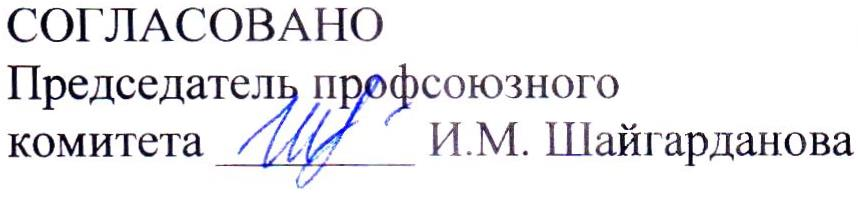 СОГЛАСОВАНО
Председатель профсоюзного
комитета __________ И.М. Шайгарданова